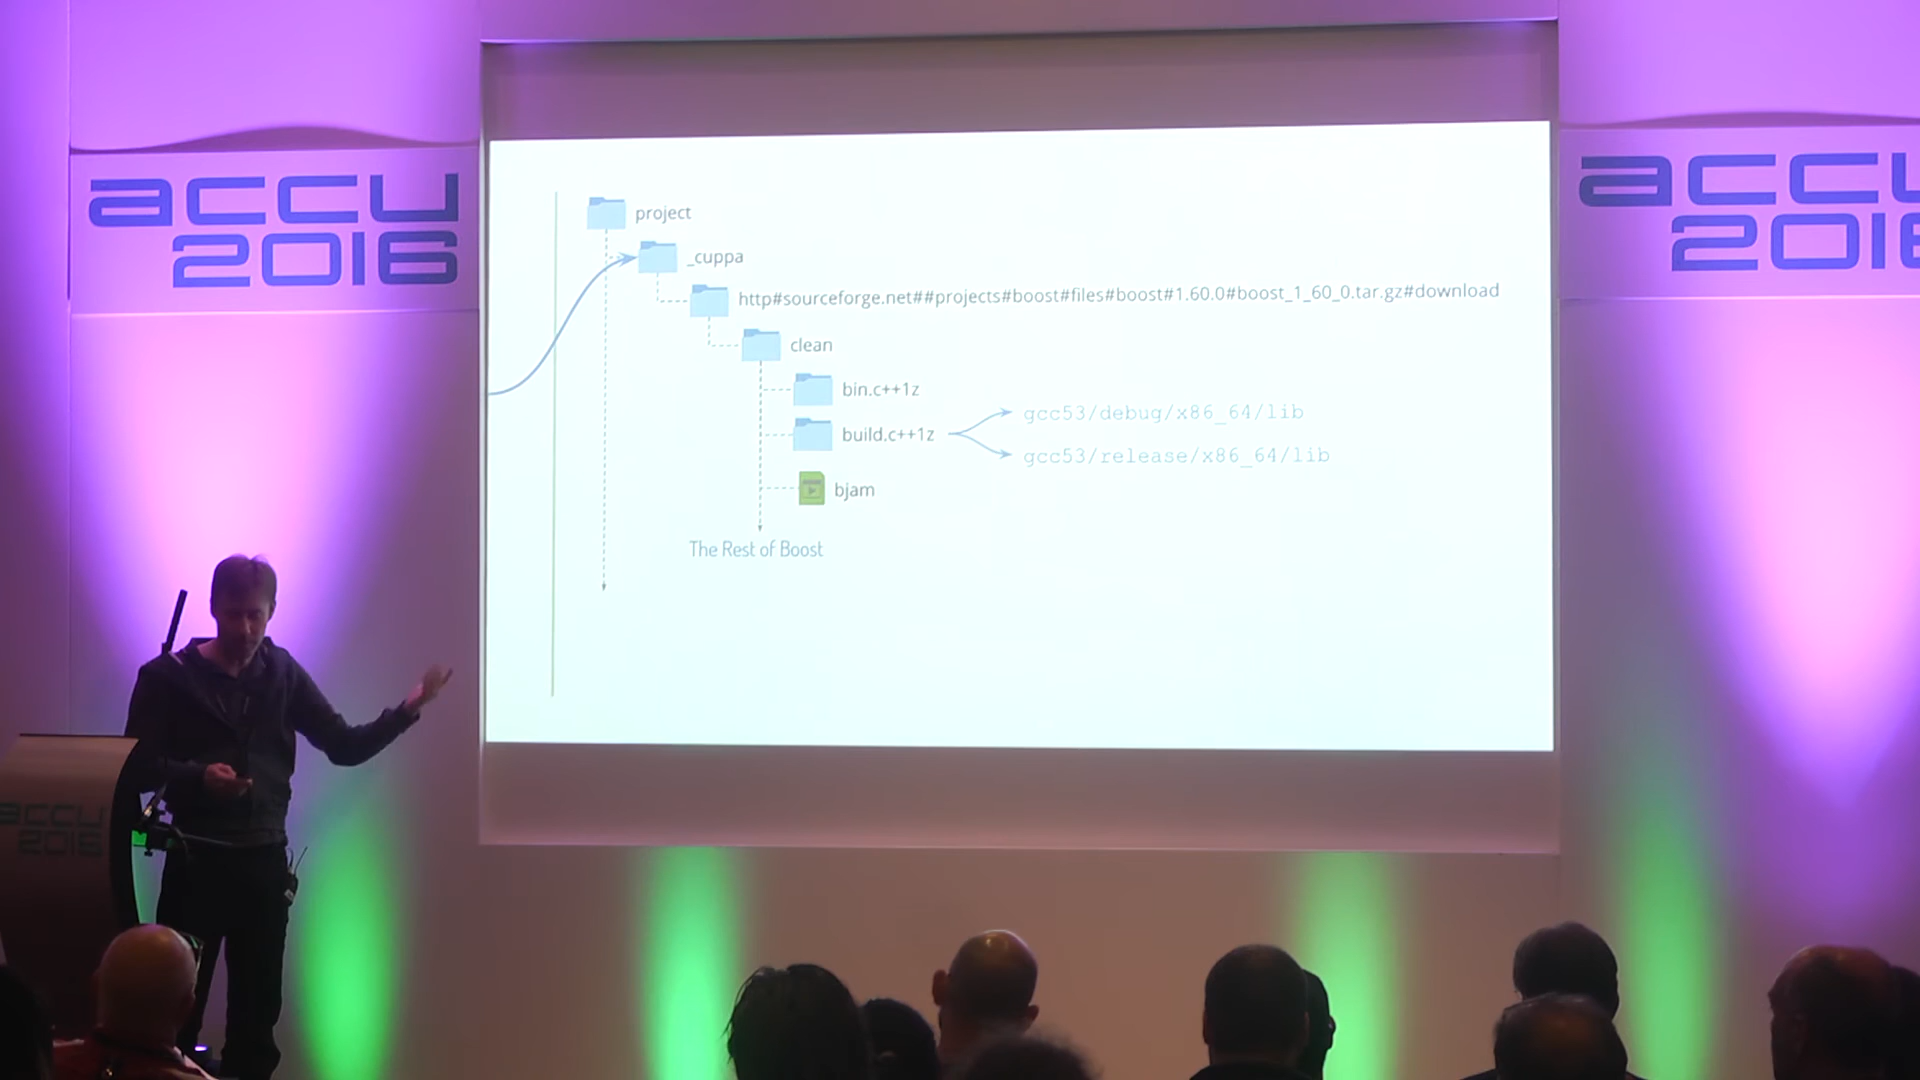 accu
2016
project
_cuppa
http#sourceforge.net##projects#boost#files#boost#1.60.0#boost_1_60_0.tar.gz#download
clean
bin.c++1z
build.c++1z
gcc53/debug/x86_64/lib
gcc53/release/x86_64/lib
bjam
The Rest of Boost
accu
2016
accu
2016